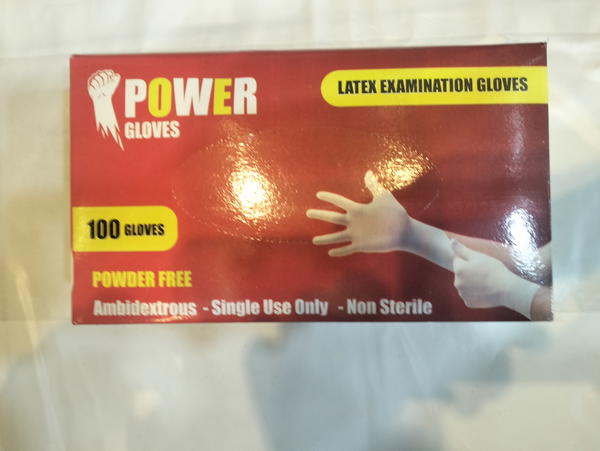 POWER
GLOVES
LATEX EXAMINATION GLOVES
100 GLOVES
POWDER FREE
Ambidextrous - Single Use Only - Non Sterile